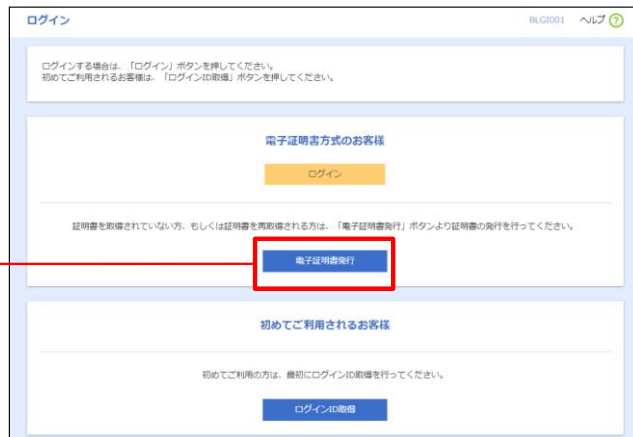 ログイン
BLGI001 ヘルプ ?
ログインする場合は、「ログイン」ボタンを押してください。
初めてご利用されるお客様は、「ログインID取得」ボタンを押してください。
電子証明書方式のお客様
ログイン
証明書を取得されていない方、もしくは証明書を再取得される方は、「電子証明書発行」ボタンより証明書の発行を行ってください。
電子証明書発行
初めてご利用されるお客様
初めてご利用の方は、最初にログインID取得を行ってください。
ログインID取得